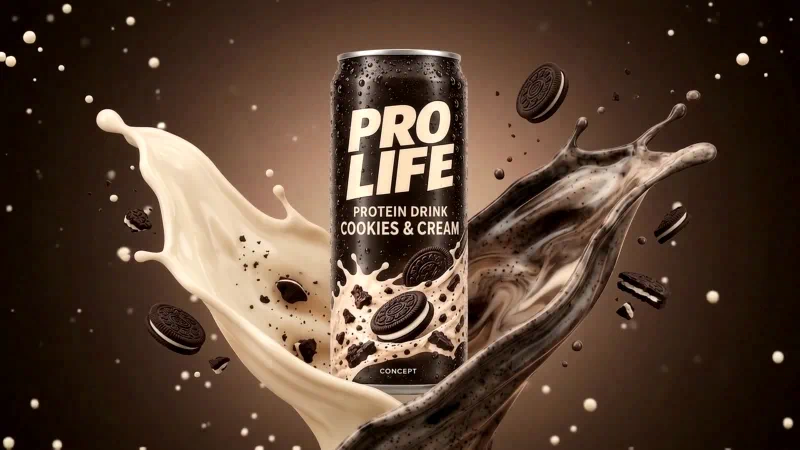 PRO
LIFE
PROTEIN DRINK
COOKIES & CREAM
CONCEPT